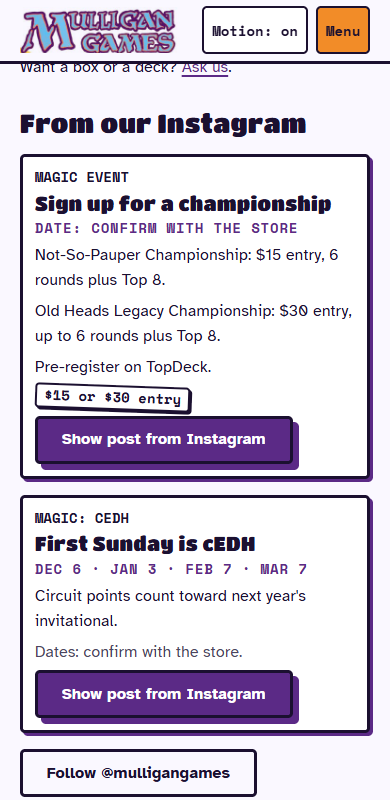 MULLIGAN
GAMES
Motion: on
Menu
Want a box or a deck? Ask us.
From our Instagram
MAGIC EVENT
Sign up for a championship
DATE: CONFIRM WITH THE STORE
Not-So-Pauper Championship: $15 entry, 6
rounds plus Top 8.
Old Heads Legacy Championship: $30 entry,
up to 6 rounds plus Top 8.
Pre-register on TopDeck.
$15 or $30 entry
Show post from Instagram
MAGIC: CEDH
First Sunday is cEDH
DEC 6 · JAN 3 · FEB 7 · MAR 7
Circuit points count toward next year's
invitational.
Dates: confirm with the store.
Show post from Instagram
Follow @mulligangames